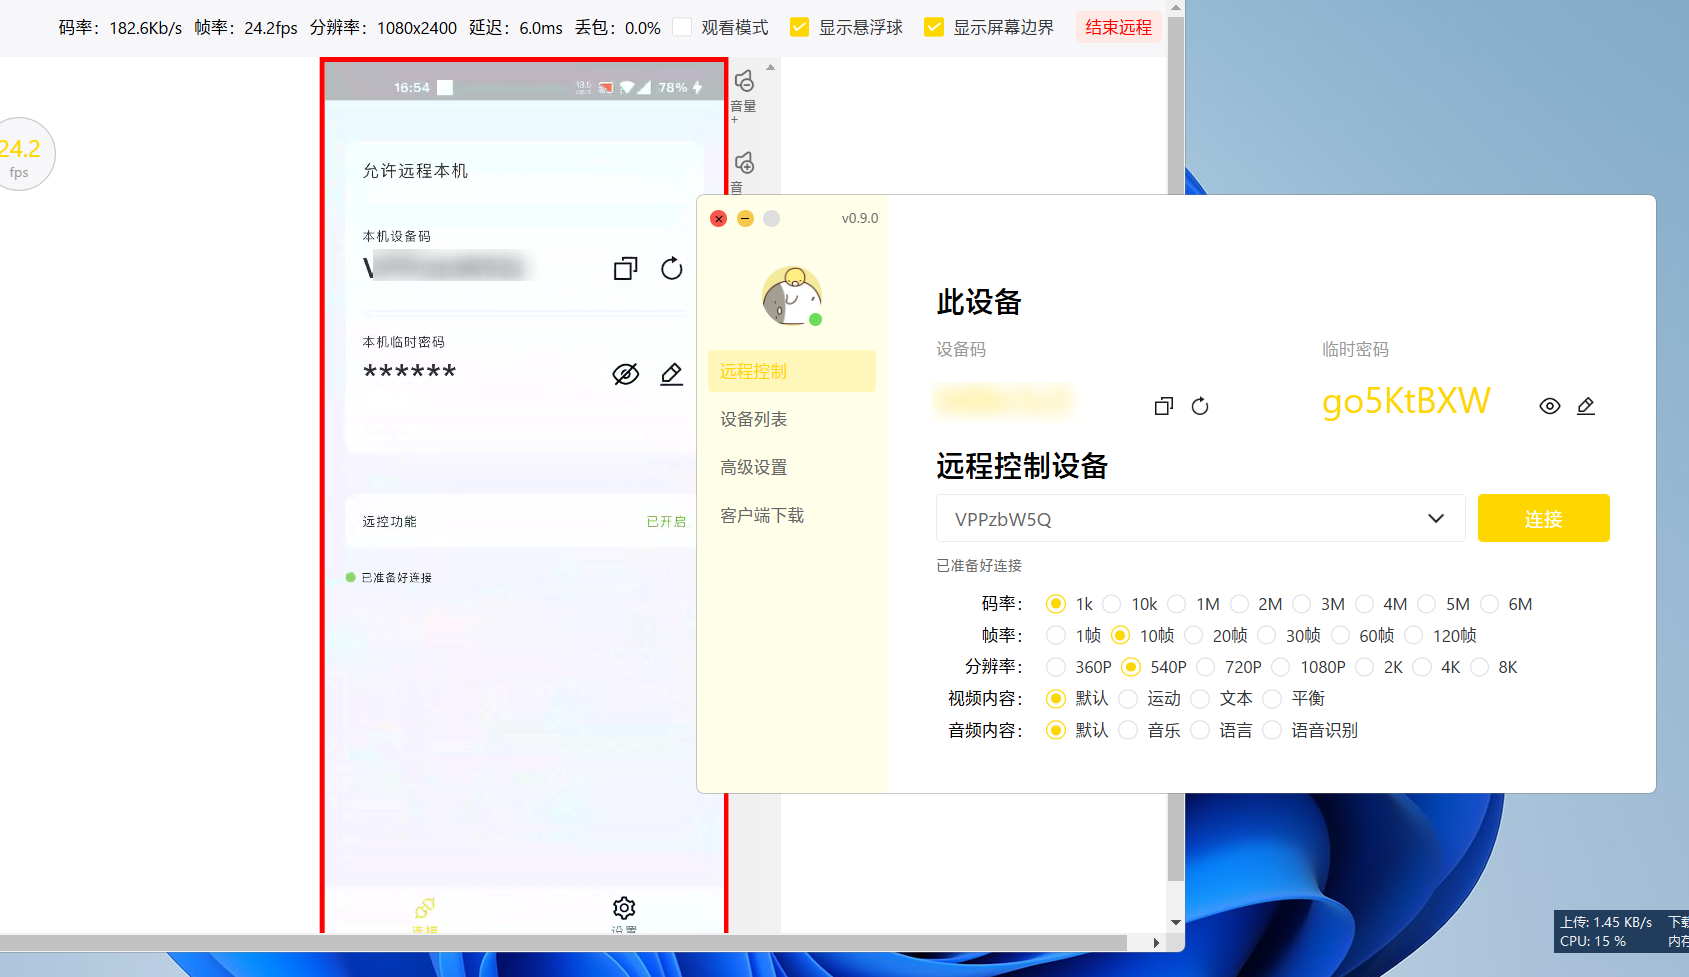 码率：182.6Kb/s 帧率：24.2fps 分辨率：1080x2400 延迟：6.0ms 丢包：0.0% 观看模式 显示悬浮球 显示屏幕边界 结束远程
24.2
fps
16:54 78%
音量
+
音
允许远程本机
本机设备码
V
本机临时密码
******
远控功能 已开启
已准备好连接
连接 设置
v0.9.0
远程控制
设备列表
高级设置
客户端下载
此设备
设备码 临时密码
go5KtBXW
远程控制设备
VPPzbW5Q 连接
已准备好连接
码率： 1k 10k 1M 2M 3M 4M 5M 6M
帧率： 1帧 10帧 20帧 30帧 60帧 120帧
分辨率： 360P 540P 720P 1080P 2K 4K 8K
视频内容： 默认 运动 文本 平衡
音频内容： 默认 音乐 语言 语音识别
上传: 1.45 KB/s 下载
CPU: 15 % 内存